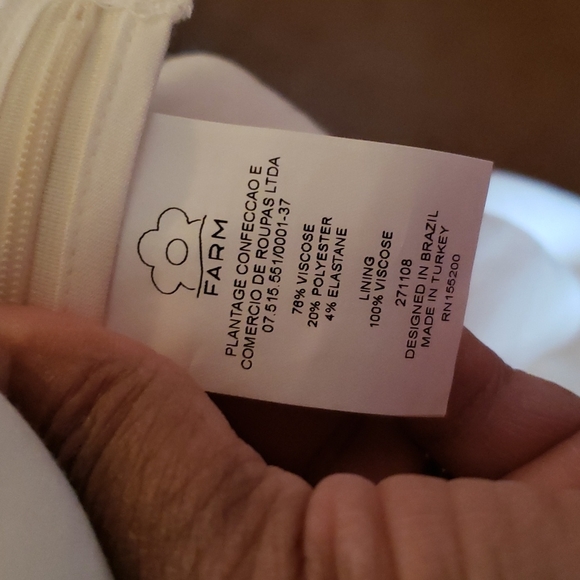 FARM
PLANTAGE CONFECCAO E
COMERCIO DE ROUPAS LTDA
07.515.551/0001-37
76% VISCOSE
20% POLYESTER
4% ELASTANE
LINING
100% VISCOSE
271108
DESIGNED IN BRAZIL
MADE IN TURKEY
RN155200